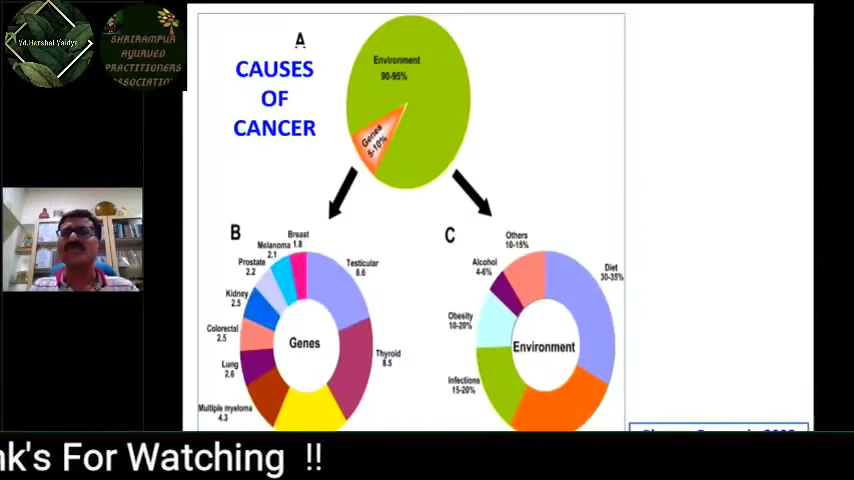 Vd.Harshal Vaidya
SHRIRAMPUR
AYURVED
PRACTITIONERS
ASSOCIATION
A
CAUSES
OF
CANCER
Environment
90-95%
Genes
5-10%
B
Breast
1.8
Melanoma
2.1
Prostate
2.2
Kidney
2.5
Colorectal
2.5
Lung
2.6
Multiple myeloma
4.3
Testicular
8.6
Thyroid
8.5
Genes
C
Others
10-15%
Alcohol
4-6%
Obesity
10-20%
Infections
15-20%
Diet
30-35%
Environment
nk's For Watching !!